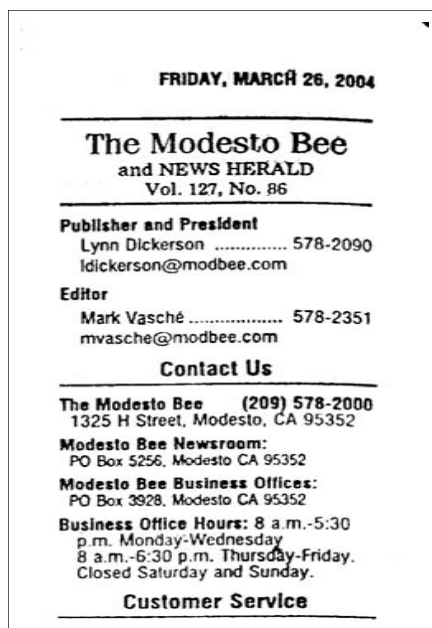 FRIDAY, MARCH 26, 2004
The Modesto Bee
and NEWS HERALD
Vol. 127, No. 86
Publisher and President
Lynn Dickerson .............. 578-2090
ldickerson@modbee.com
Editor
Mark Vasché ................. 578-2351
mvasche@modbee.com
Contact Us
The Modesto Bee (209) 578-2000
1325 H Street, Modesto, CA 95352
Modesto Bee Newsroom:
PO Box 5256, Modesto CA 95352
Modesto Bee Business Offices:
PO Box 3928, Modesto CA 95352
Business Office Hours: 8 a.m.-5:30
p.m. Monday-Wednesday
8 a.m.-6:30 p.m. Thursday-Friday.
Closed Saturday and Sunday.
Customer Service